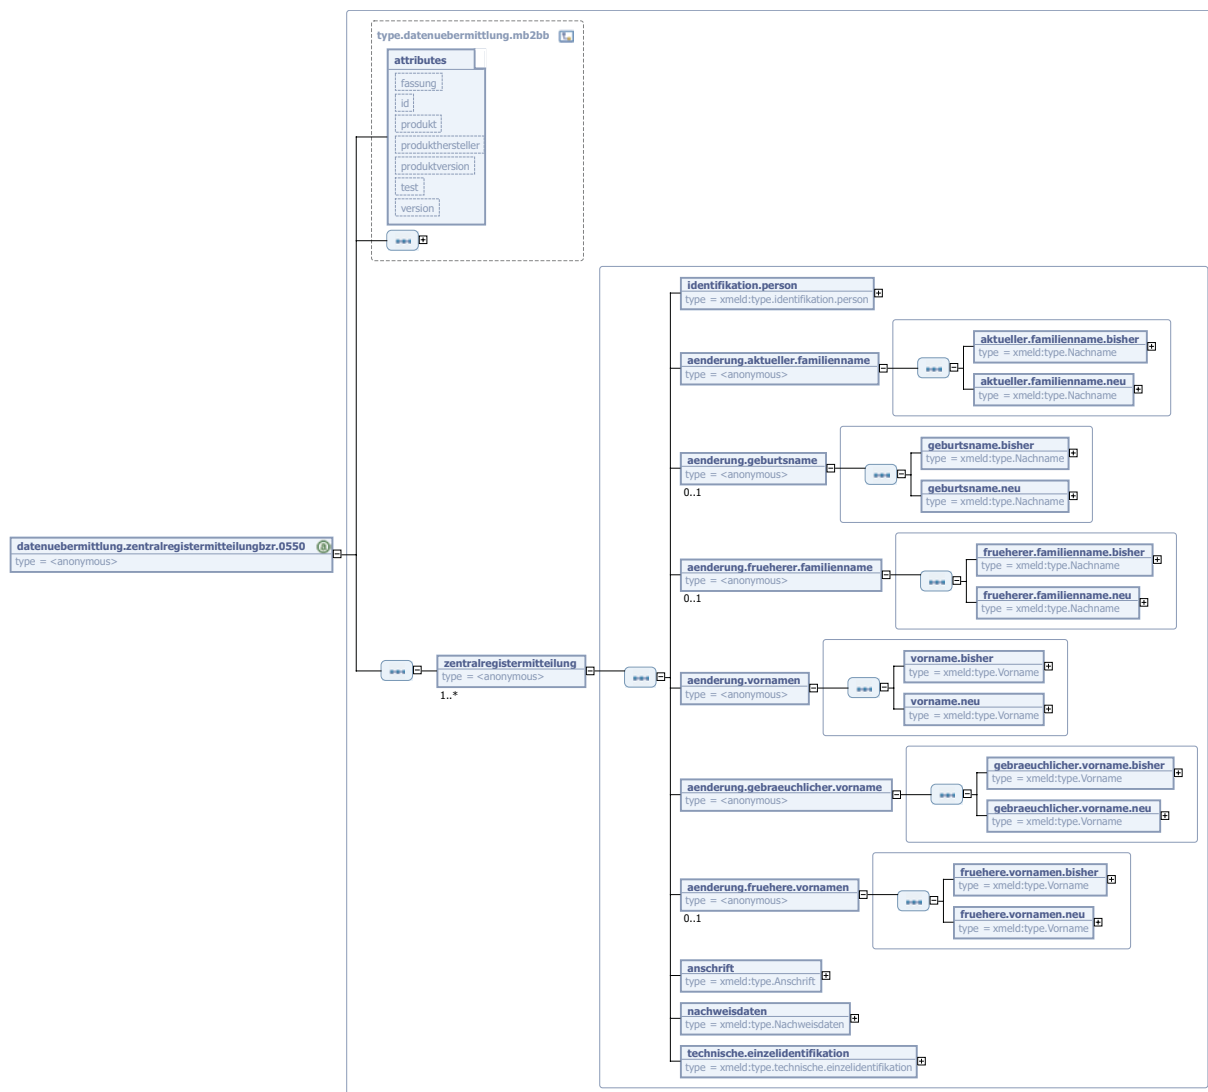 type.datenuebermittlung.mb2bb
attributes
fassung
id
produkt
produkthersteller
produktversion
test
version
identifikation.person
type = xmeld:type.identifikation.person
aenderung.aktueller.familienname
type = <anonymous>
aktueller.familienname.bisher
type = xmeld:type.Nachname
aktueller.familienname.neu
type = xmeld:type.Nachname
aenderung.geburtsname
type = <anonymous>
0..1
geburtsname.bisher
type = xmeld:type.Nachname
geburtsname.neu
type = xmeld:type.Nachname
datenuebermittlung.zentralregistermitteilungbzr.0550
a
type = <anonymous>
aenderung.frueherer.familienname
type = <anonymous>
0..1
frueherer.familienname.bisher
type = xmeld:type.Nachname
frueherer.familienname.neu
type = xmeld:type.Nachname
zentralregistermitteilung
type = <anonymous>
1..*
aenderung.vornamen
type = <anonymous>
vorname.bisher
type = xmeld:type.Vorname
vorname.neu
type = xmeld:type.Vorname
aenderung.gebraeuchlicher.vorname
type = <anonymous>
gebraeuchlicher.vorname.bisher
type = xmeld:type.Vorname
gebraeuchlicher.vorname.neu
type = xmeld:type.Vorname
aenderung.fruehere.vornamen
type = <anonymous>
0..1
fruehere.vornamen.bisher
type = xmeld:type.Vorname
fruehere.vornamen.neu
type = xmeld:type.Vorname
anschrift
type = xmeld:type.Anschrift
nachweisdaten
type = xmeld:type.Nachweisdaten
technische.einzelidentifikation
type = xmeld:type.technische.einzelidentifikation